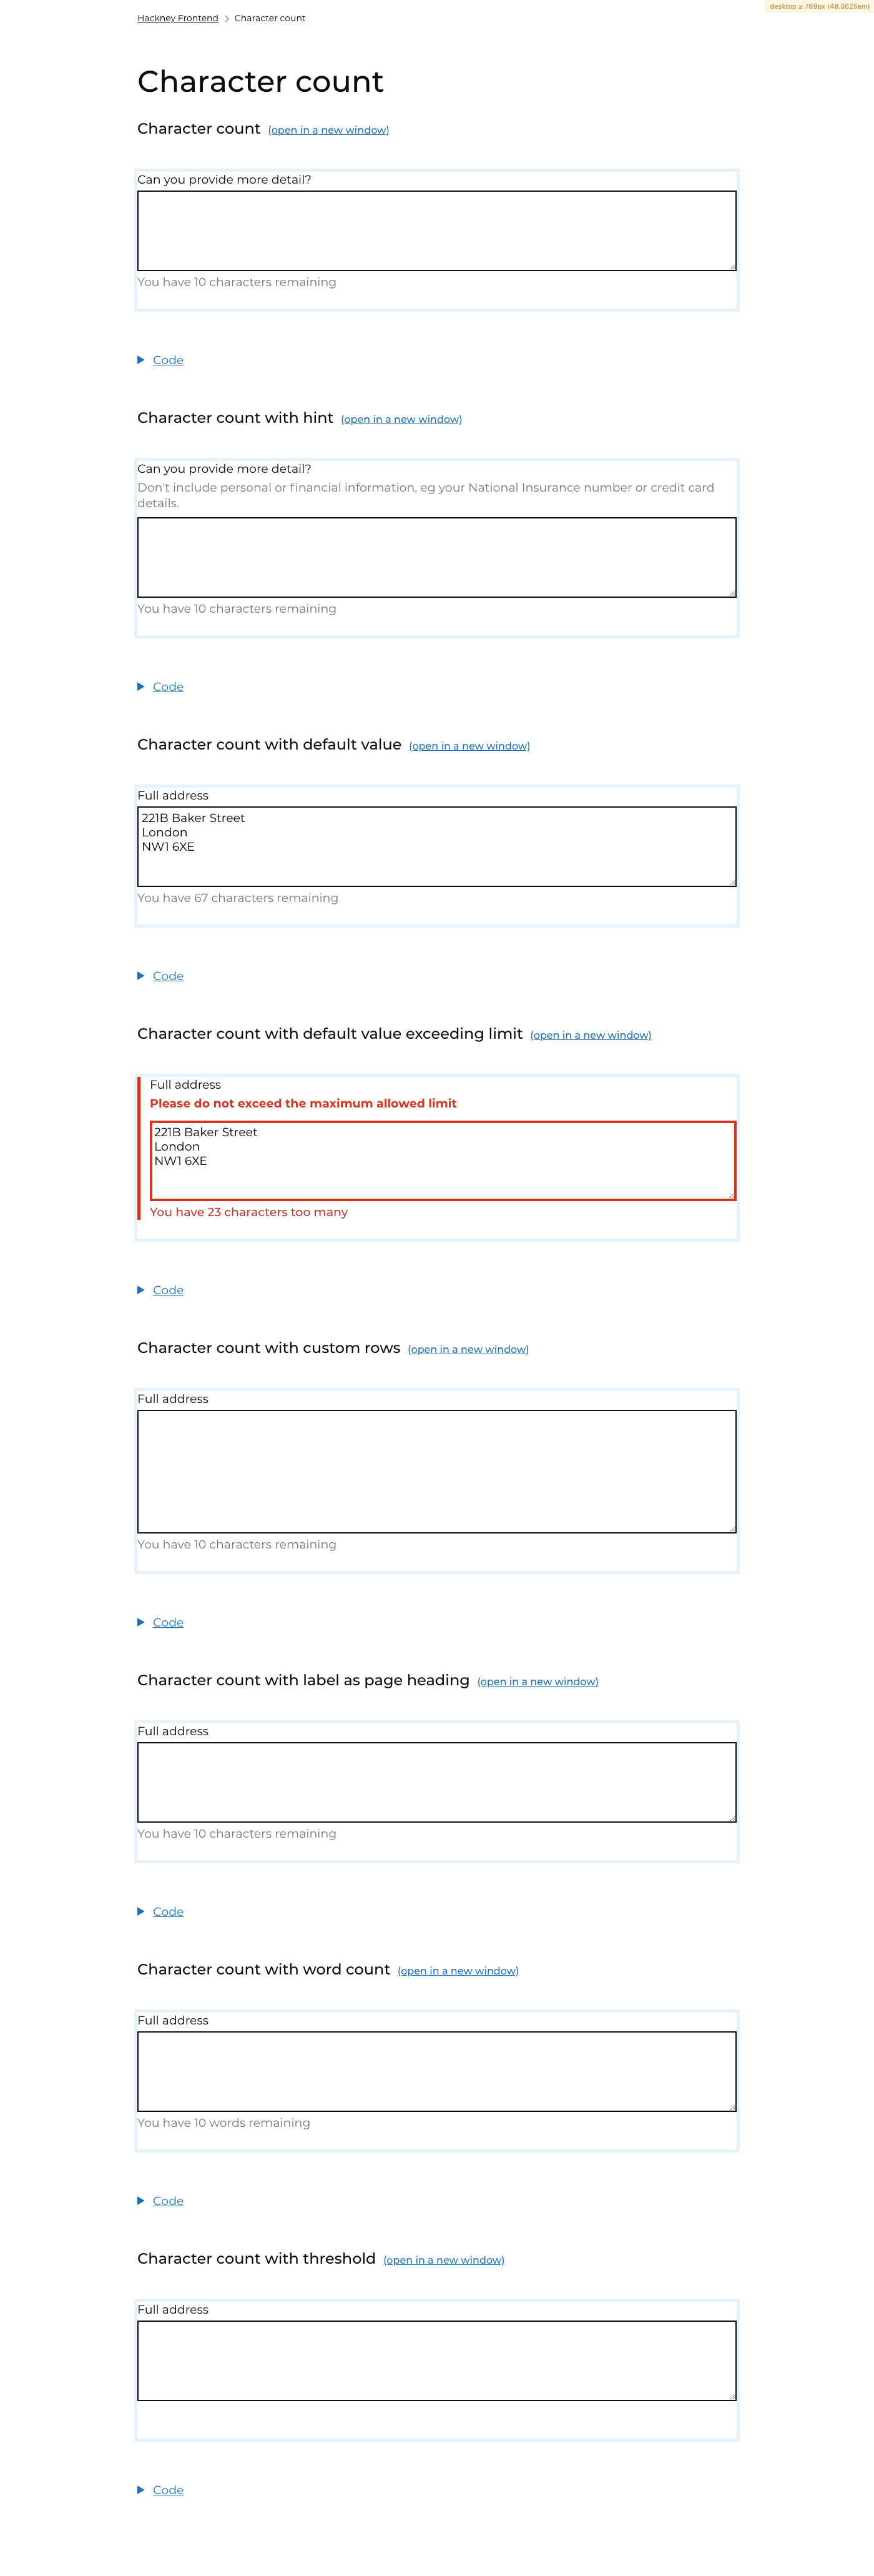 desktop ≥ 769px (48.0625em)
Hackney Frontend
Character count
Character count
Character count (open in a new window)
Can you provide more detail?
You have 10 characters remaining
Code
Character count with hint (open in a new window)
Can you provide more detail?
Don't include personal or financial information, eg your National Insurance number or credit card
details.
You have 10 characters remaining
Code
Character count with default value (open in a new window)
Full address
221B Baker Street
London
NW1 6XE
You have 67 characters remaining
Code
Character count with default value exceeding limit (open in a new window)
Full address
Please do not exceed the maximum allowed limit
221B Baker Street
London
NW1 6XE
You have 23 characters too many
Code
Character count with custom rows (open in a new window)
Full address
You have 10 characters remaining
Code
Character count with label as page heading (open in a new window)
Full address
You have 10 characters remaining
Code
Character count with word count (open in a new window)
Full address
You have 10 words remaining
Code
Character count with threshold (open in a new window)
Full address
Code